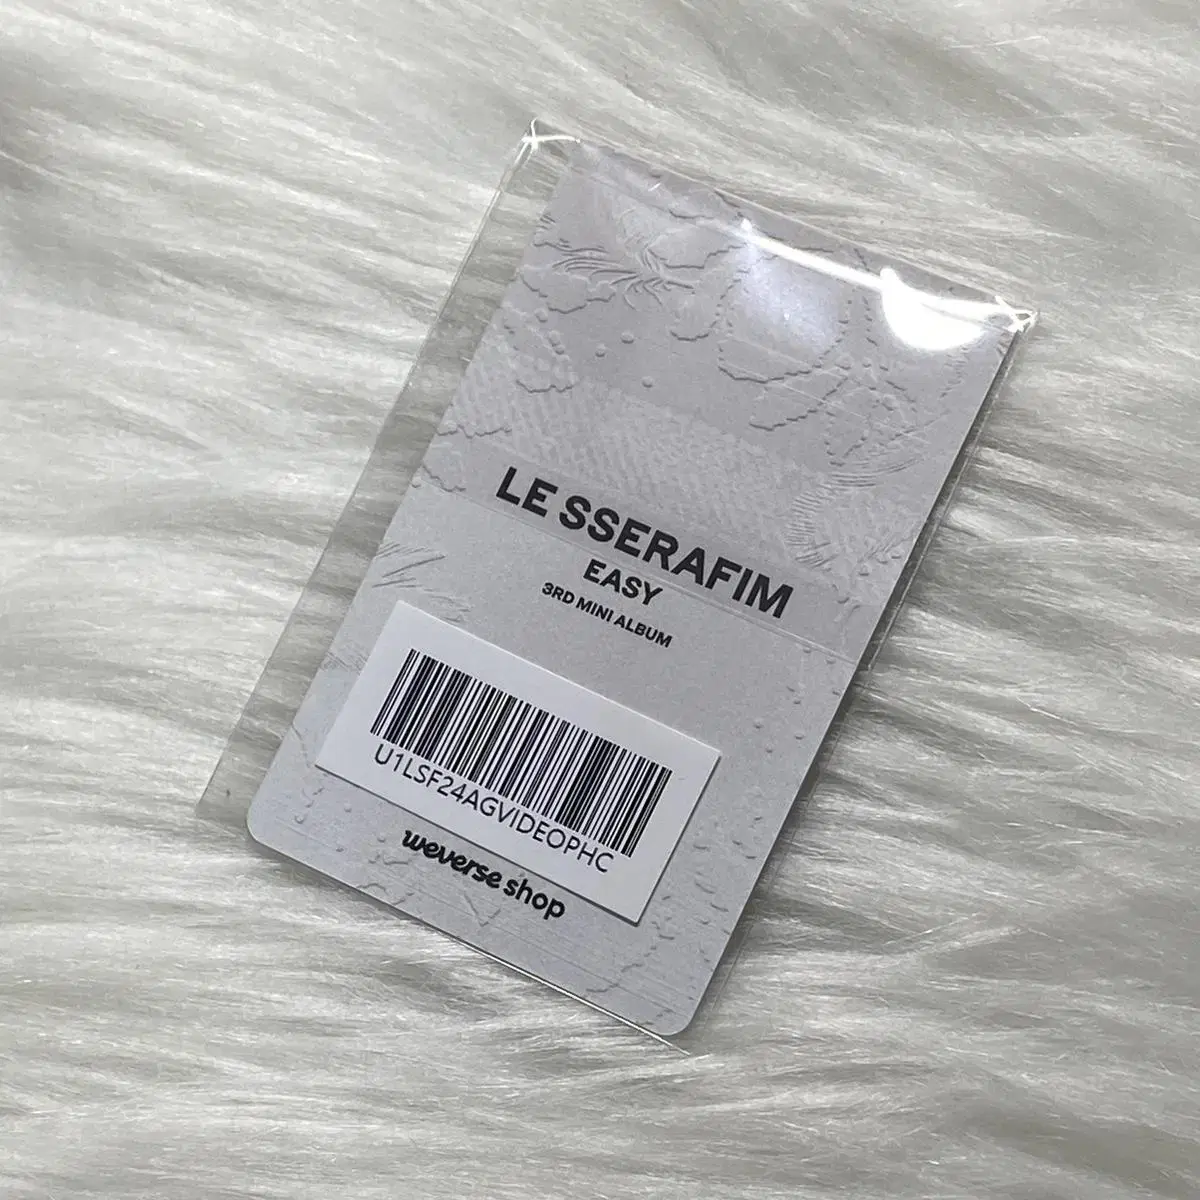 LE SSERAFIM
EASY
3RD MINI ALBUM
U1LSF24AGVIDEOPHC
weverse shop